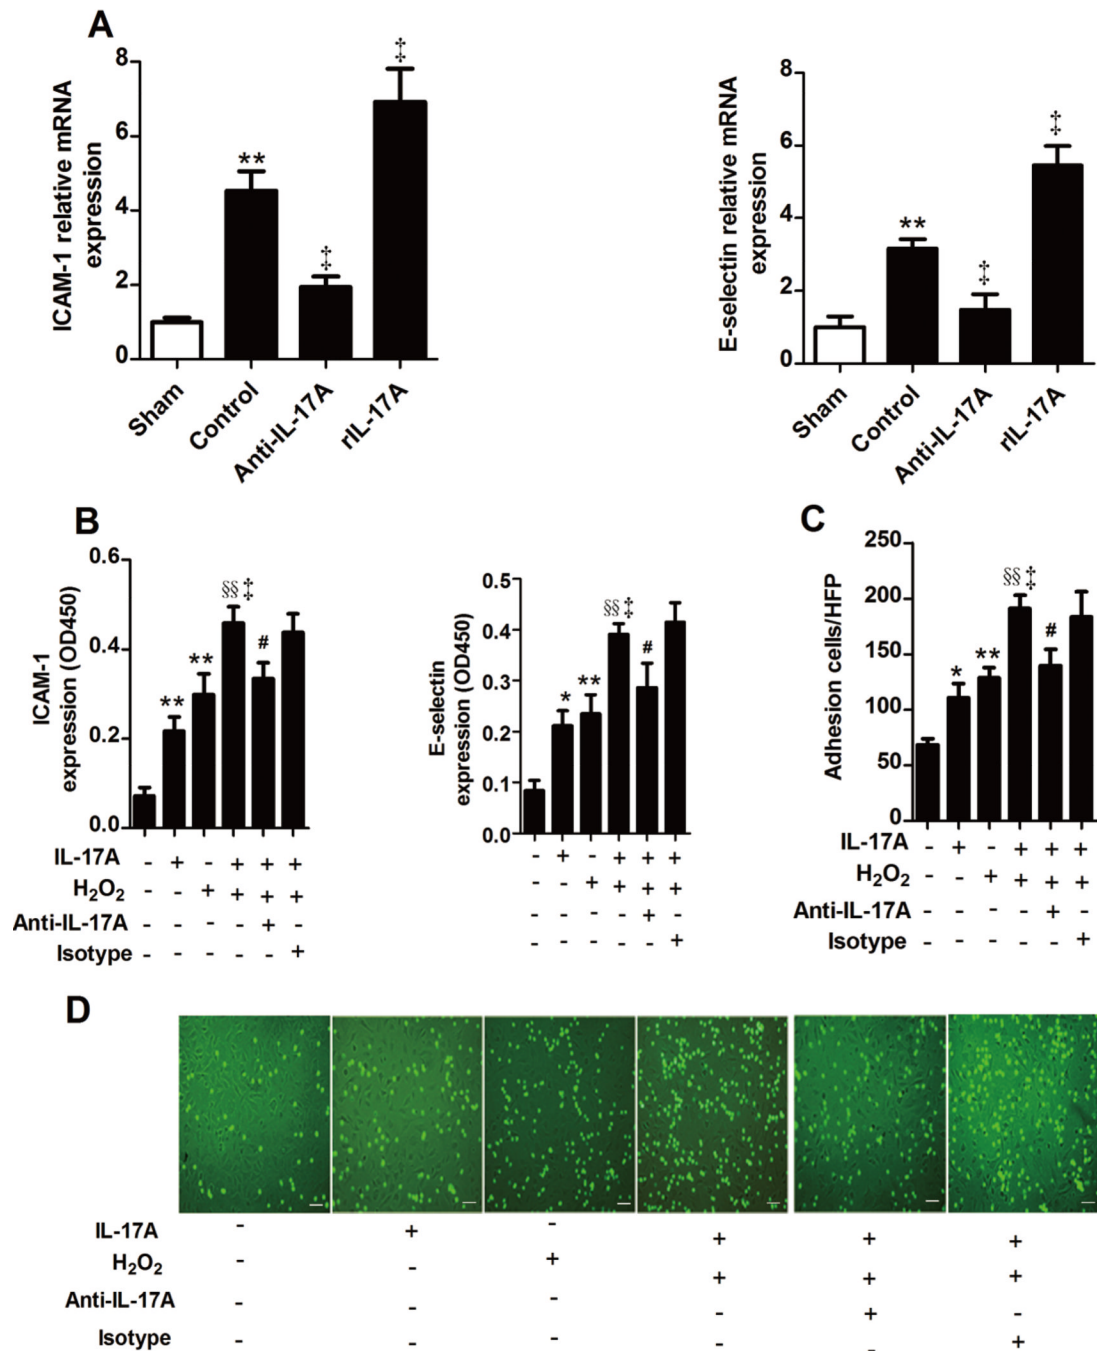 A
ICAM-1 relative mRNA
expression
8
6
4
2
0
**
‡
‡
Sham
Control
Anti-IL-17A
rIL-17A
E-selectin relative mRNA
expression
8
6
4
2
0
**
‡
‡
Sham
Control
Anti-IL-17A
rIL-17A
B
ICAM-1
expression (OD450)
0.6
0.4
0.2
0.0
**
**
§§‡
#
IL-17A - + - + + +
H₂O₂ - - + + + +
Anti-IL-17A - - - - + -
Isotype - - - - - +
E-selectin
expression (OD450)
0.5
0.4
0.3
0.2
0.1
0.0
*
**
§§‡
#
- + - + + +
- - + + + +
- - - - + -
- - - - - +
C
Adhesion cells/HFP
250
200
150
100
50
0
*
**
§§‡
#
IL-17A - + - + + +
H₂O₂ - - + + + +
Anti-IL-17A - - - - + -
Isotype - - - - - +
D
IL-17A - + - + + +
H₂O₂ - - + + + +
Anti-IL-17A - - - - + -
Isotype - - - - - +